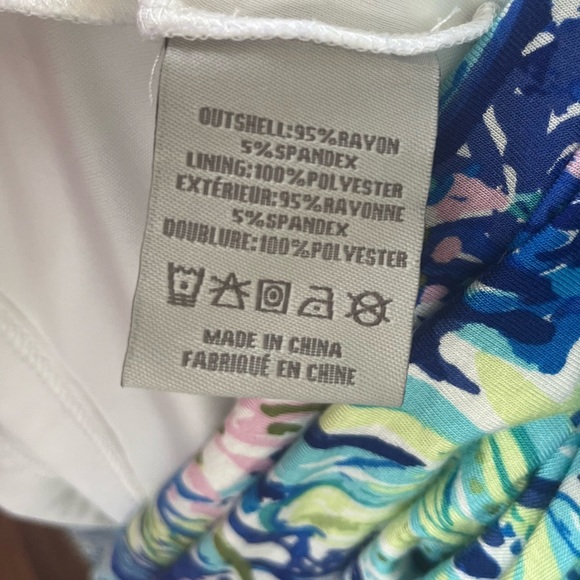 OUTSHELL:95%RAYON
5%SPANDEX
LINING:100%POLYESTER
EXTÉRIEUR:95%RAYONNE
5%SPANDEX
DOUBLURE:100%POLYESTER
MADE IN CHINA
FABRIQUÉ EN CHINE